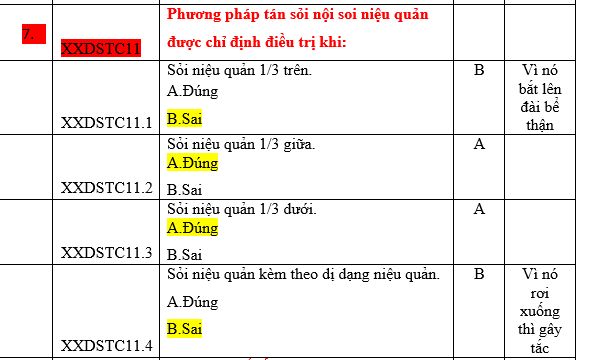 7.
XXDSTC11
Phương pháp tán sỏi nội soi niệu quản
được chỉ định điều trị khi:
XXDSTC11.1
Sỏi niệu quản 1/3 trên.
A.Đúng
B.Sai
B
Vì nó
bắt lên
đài bể
thận
XXDSTC11.2
Sỏi niệu quản 1/3 giữa.
A.Đúng
B.Sai
A
XXDSTC11.3
Sỏi niệu quản 1/3 dưới.
A.Đúng
B.Sai
A
XXDSTC11.4
Sỏi niệu quản kèm theo dị dạng niệu quản.
A.Đúng
B.Sai
B
Vì nó
rơi
xuống
thì gây
tắc